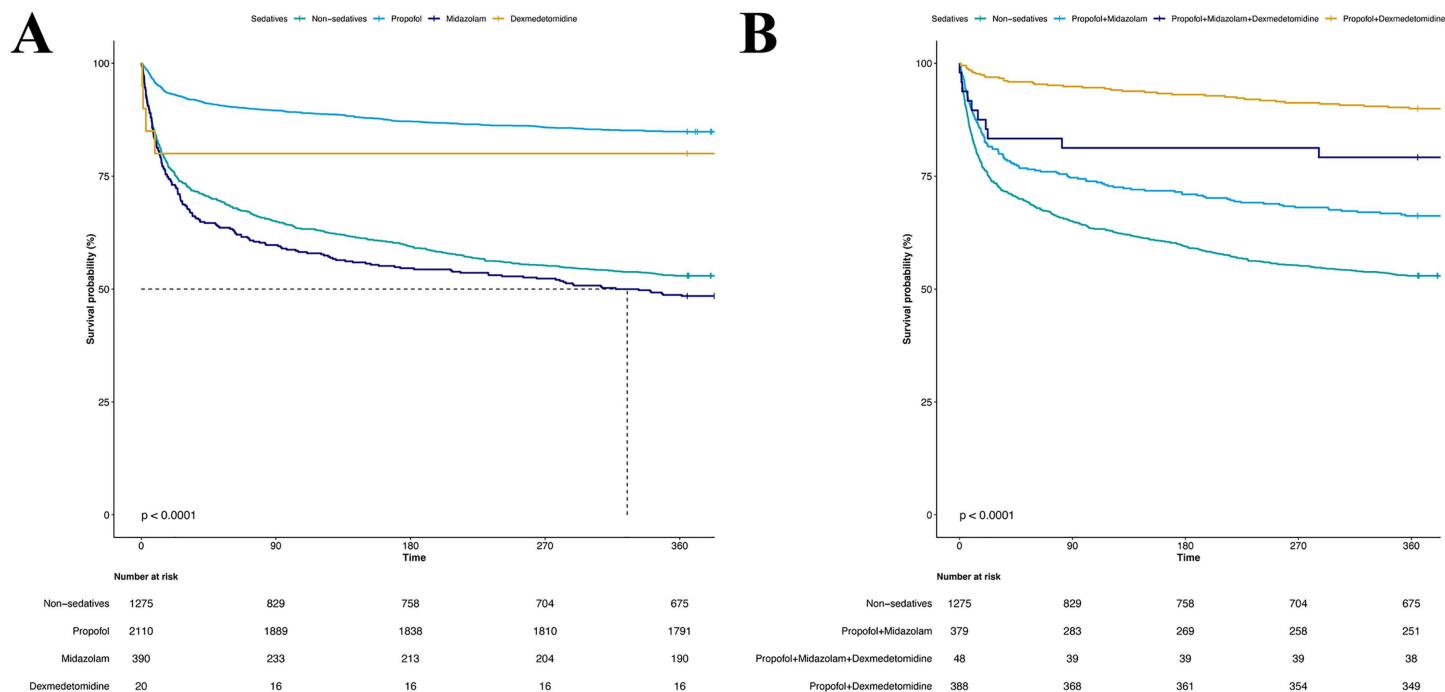 A
Sedatives Non-sedatives Propofol Midazolam Dexmedetomidine
100
75
50
25
0
Survival probability (%)
p < 0.0001
0 90 180 270 360
Time
Number at risk
Non-sedatives 1275 829 758 704 675
Propofol 2110 1889 1838 1810 1791
Midazolam 390 233 213 204 190
Dexmedetomidine 20 16 16 16 16
B
Sedatives Non-sedatives Propofol+Midazolam Propofol+Midazolam+Dexmedetomidine Propofol+Dexmedetomidine
100
75
50
25
0
Survival probability (%)
p < 0.0001
0 90 180 270 360
Time
Number at risk
Non-sedatives 1275 829 758 704 675
Propofol+Midazolam 379 283 269 258 251
Propofol+Midazolam+Dexmedetomidine 48 39 39 39 38
Propofol+Dexmedetomidine 388 368 361 354 349